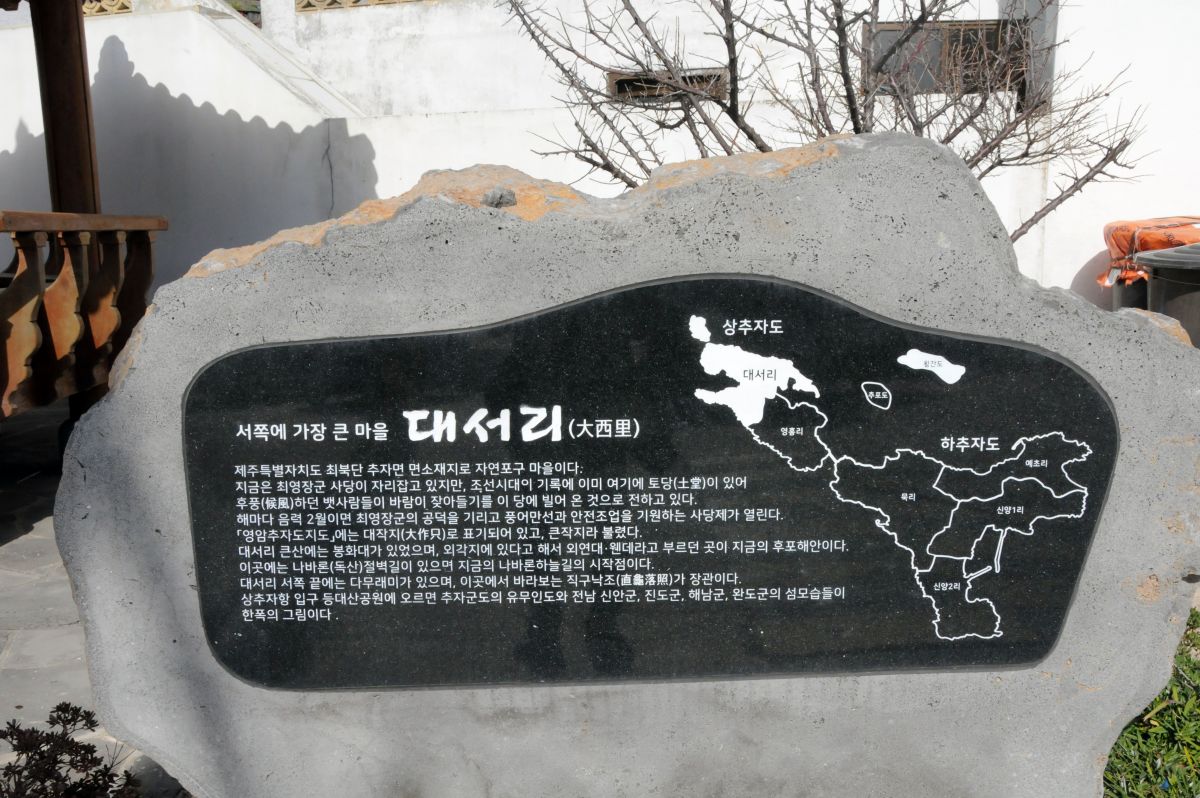 서쪽에 가장 큰 마을 대서리(大西里)
제주특별자치도 최북단 추자면 면소재지로 자연포구 마을이다.
지금은 최영장군 사당이 자리잡고 있지만, 조선시대이 기록에 이미 여기에 토당(土堂)이 있어
후풍(候風)하던 뱃사람들이 바람이 잦아들기를 이 당에 빌어 온 것으로 전하고 있다.
해마다 음력 2월이면 최영장군의 공덕을 기리고 풍어만선과 안전조업을 기원하는 사당제가 열린다.
「영암추자도지도」에는 대작지(大作只)로 표기되어 있고, 큰작지라 불렸다.
대서리 큰산에는 봉화대가 있었으며, 외각지에 있다고 해서 외연대·웬데라고 부르던 곳이 지금의 후포해안이다.
이곳에는 나바론(독산)절벽길이 있으며 지금의 나바론하늘길의 시작점이다.
대서리 서쪽 끝에는 다무래미가 있으며, 이곳에서 바라보는 직구낙조(直龜落照)가 장관이다.
상추자항 입구 등대산공원에 오르면 추자군도의 유무인도와 전남 신안군, 진도군, 해남군, 완도군의 섬모습들이
한폭의 그림이다.
상추자도
대서리
추포도
영흥리
하추자도
예초리
묵리
신양1리
신양2리